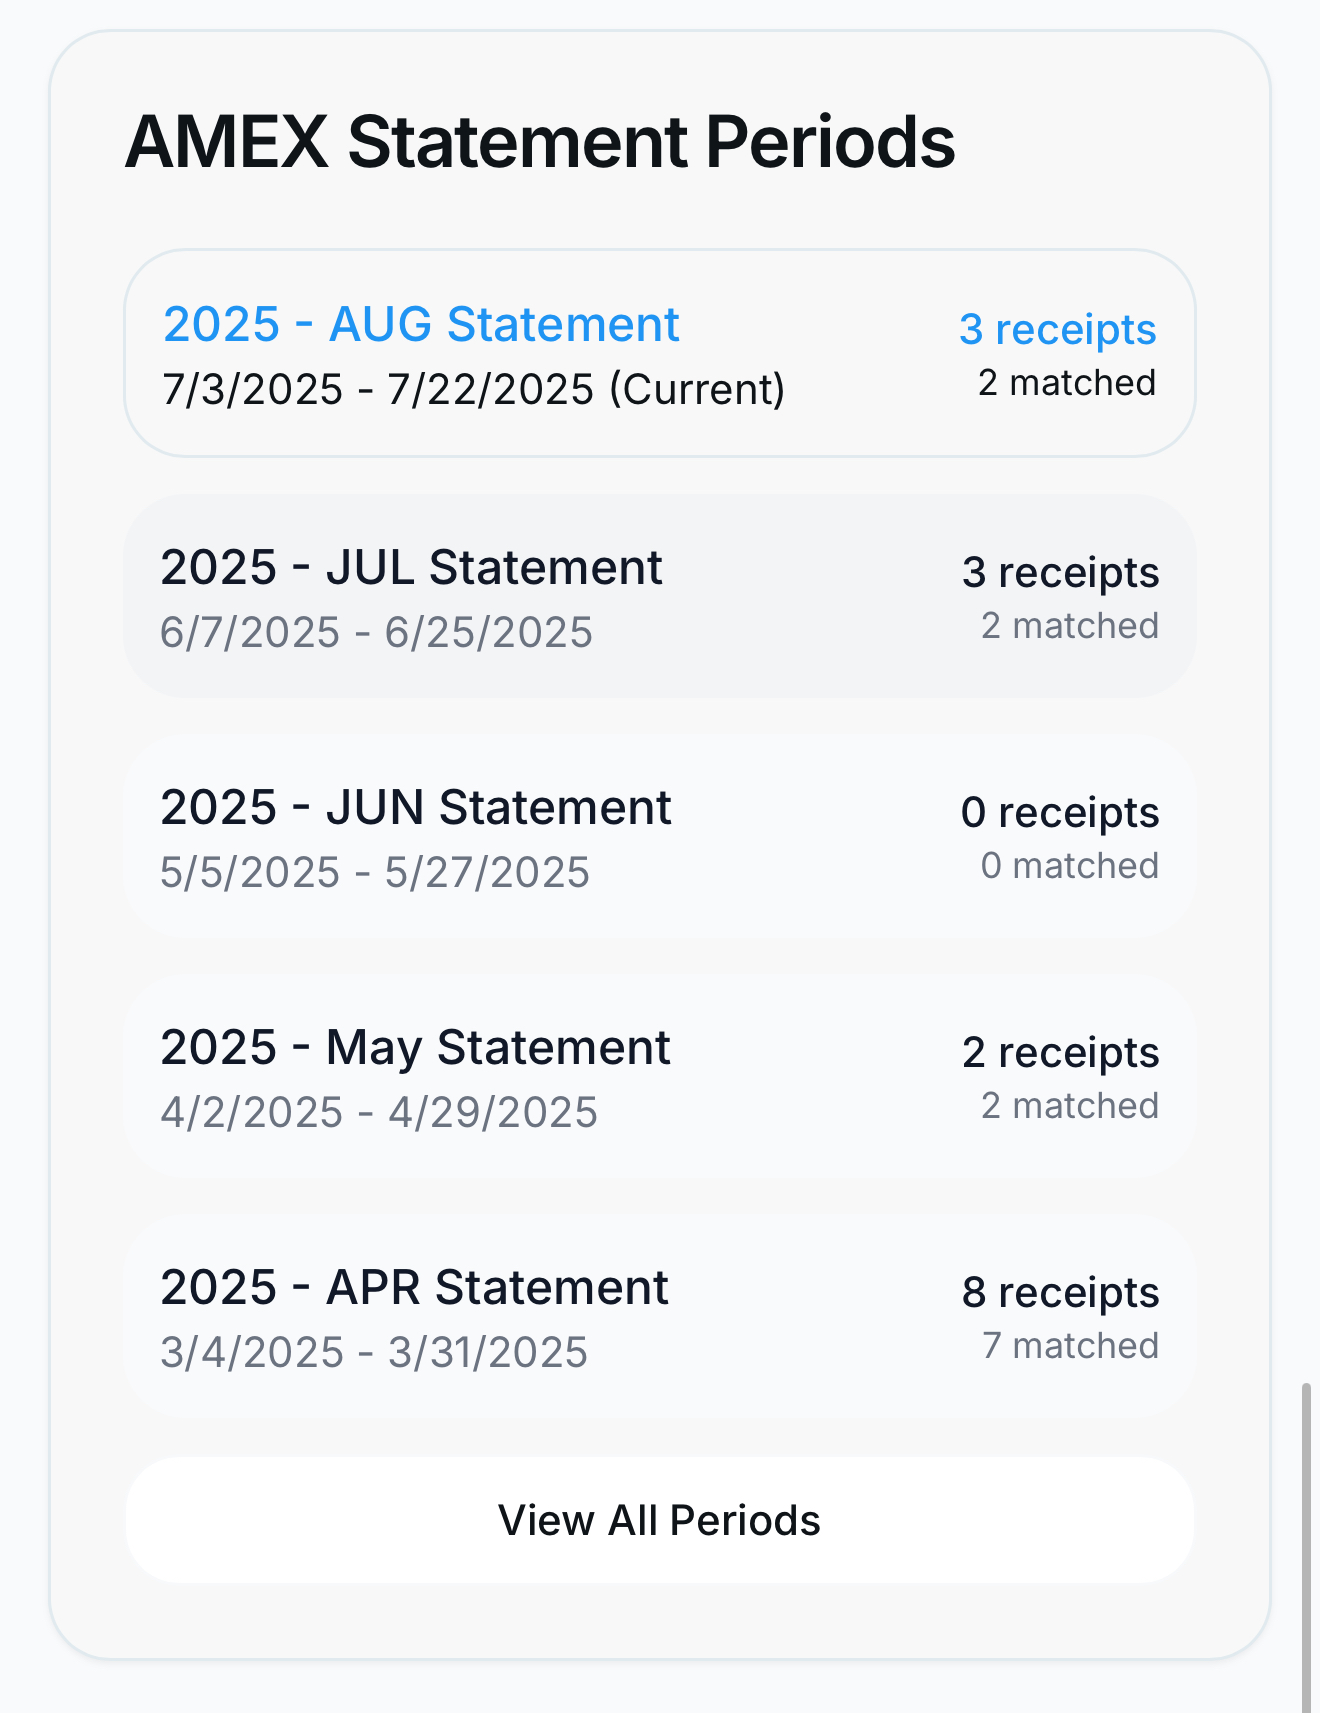 AMEX Statement Periods
2025 - AUG Statement
7/3/2025 - 7/22/2025 (Current)
3 receipts
2 matched
2025 - JUL Statement
6/7/2025 - 6/25/2025
3 receipts
2 matched
2025 - JUN Statement
5/5/2025 - 5/27/2025
0 receipts
0 matched
2025 - May Statement
4/2/2025 - 4/29/2025
2 receipts
2 matched
2025 - APR Statement
3/4/2025 - 3/31/2025
8 receipts
7 matched
View All Periods